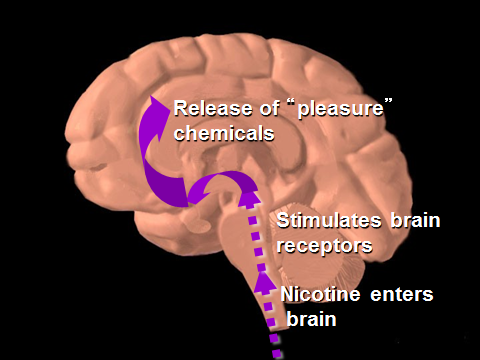 Release of “pleasure”
chemicals
Stimulates brain
receptors
Nicotine enters
brain